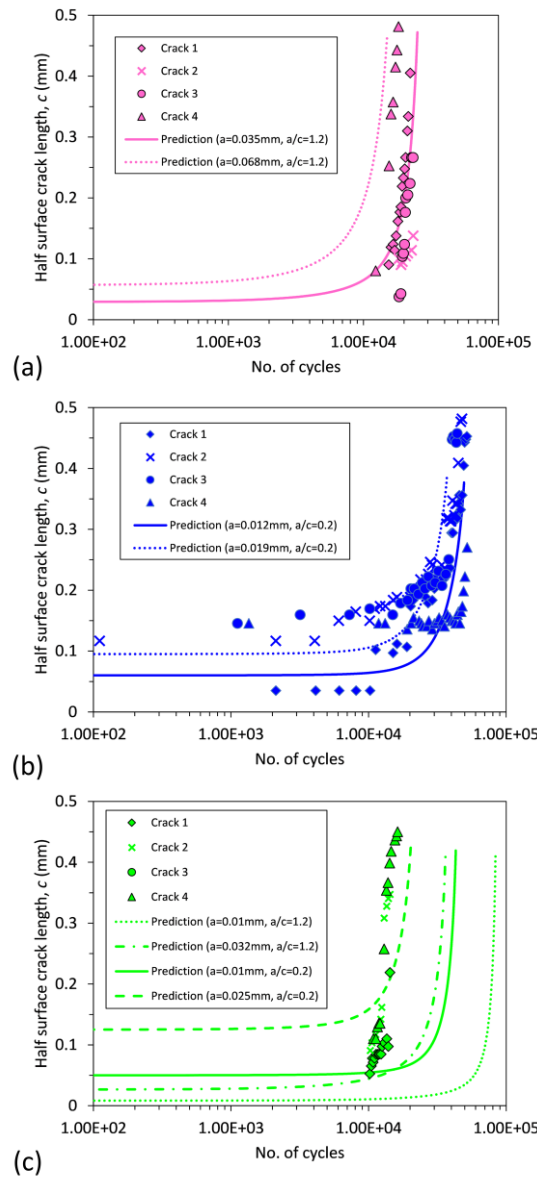 0.5
0.4
0.3
0.2
0.1
0
Half surface crack length, c (mm)
Crack 1
Crack 2
Crack 3
Crack 4
Prediction (a=0.035mm, a/c=1.2)
Prediction (a=0.068mm, a/c=1.2)
1.00E+02 1.00E+03 1.00E+04 1.00E+05
No. of cycles
(a)
0.5
0.4
0.3
0.2
0.1
0
Half surface crack length, c (mm)
Crack 1
Crack 2
Crack 3
Crack 4
Prediction (a=0.012mm, a/c=0.2)
Prediction (a=0.019mm, a/c=0.2)
1.00E+02 1.00E+03 1.00E+04 1.00E+05
No. of cycles
(b)
0.5
0.4
0.3
0.2
0.1
0
Half surface crack length, c (mm)
Crack 1
Crack 2
Crack 3
Crack 4
Prediction (a=0.01mm, a/c=1.2)
Prediction (a=0.032mm, a/c=1.2)
Prediction (a=0.01mm, a/c=0.2)
Prediction (a=0.025mm, a/c=0.2)
1.00E+02 1.00E+03 1.00E+04 1.00E+05
No. of cycles
(c)